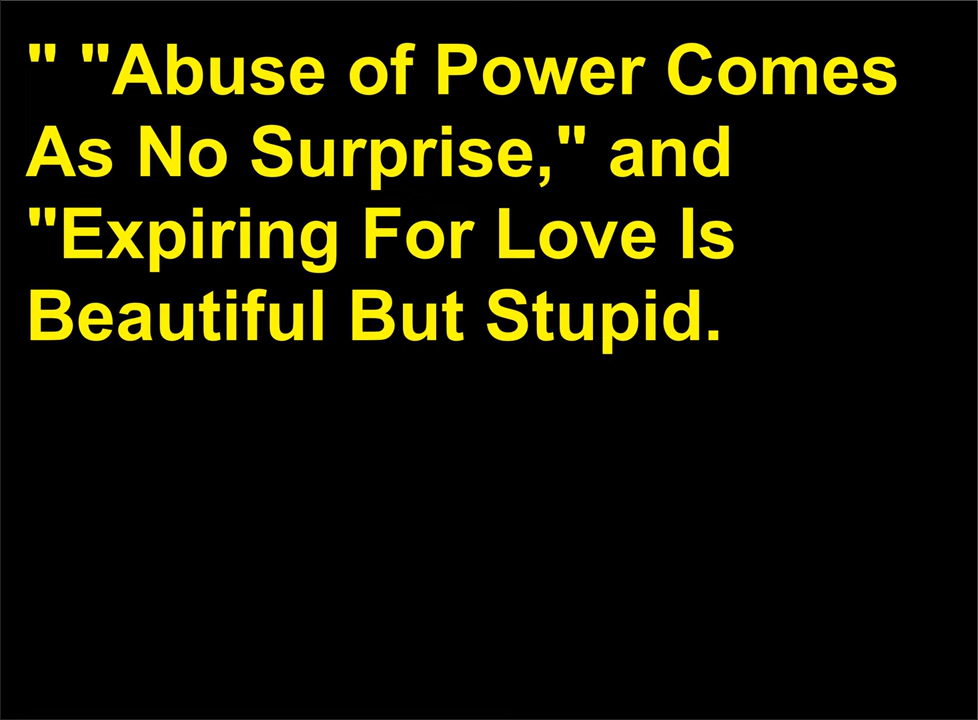 " "Abuse of Power Comes
As No Surprise," and
"Expiring For Love Is
Beautiful But Stupid.